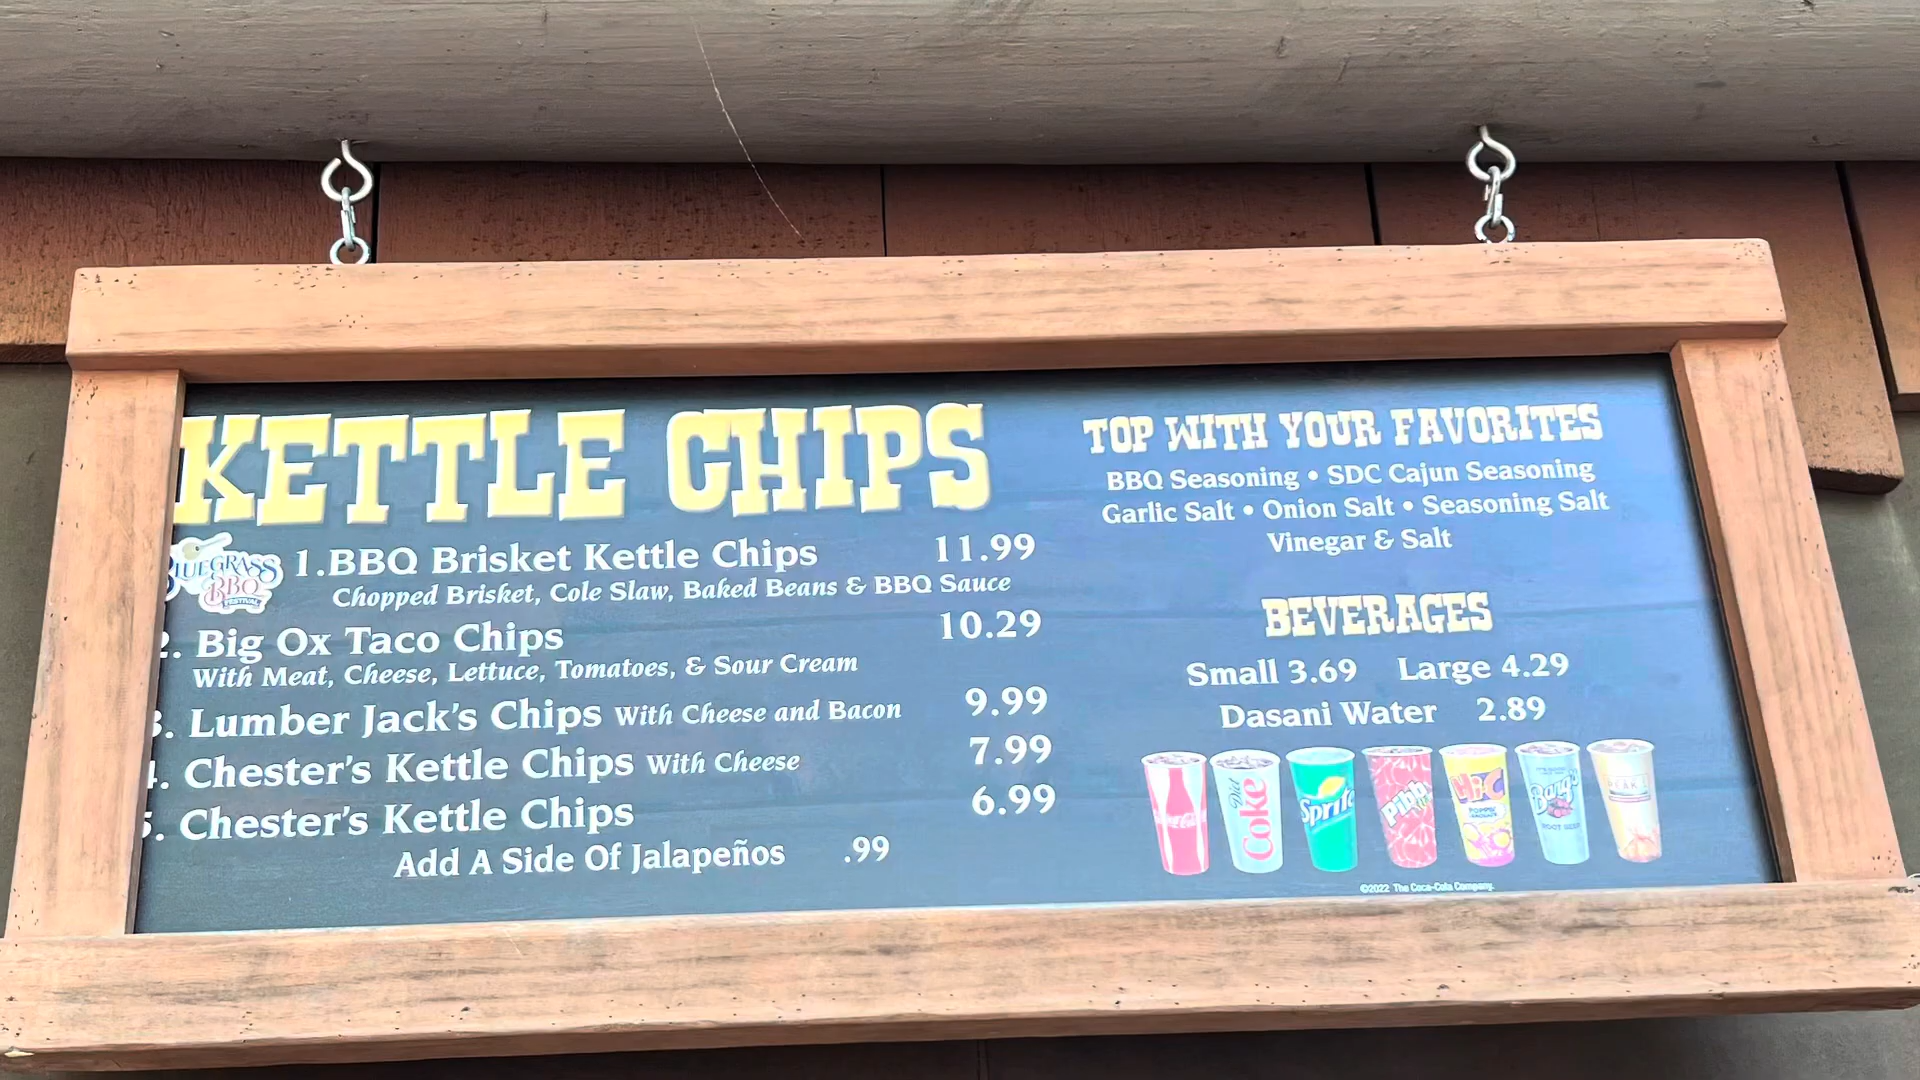 KETTLE CHIPS
BLUEGRASS
& BBQ
FESTIVAL
1.BBQ Brisket Kettle Chips 11.99
Chopped Brisket, Cole Slaw, Baked Beans & BBQ Sauce
2. Big Ox Taco Chips 10.29
With Meat, Cheese, Lettuce, Tomatoes, & Sour Cream
3. Lumber Jack's Chips With Cheese and Bacon 9.99
4. Chester's Kettle Chips With Cheese 7.99
5. Chester's Kettle Chips 6.99
Add A Side Of Jalapeños .99
TOP WITH YOUR FAVORITES
BBQ Seasoning • SDC Cajun Seasoning
Garlic Salt • Onion Salt • Seasoning Salt
Vinegar & Salt
BEVERAGES
Small 3.69 Large 4.29
Dasani Water 2.89
Coca-Cola
Diet Coke
Sprite
Pibb
Hi-C
Barq's
ROOT BEER
PEAK
©2022 The Coca-Cola Company.